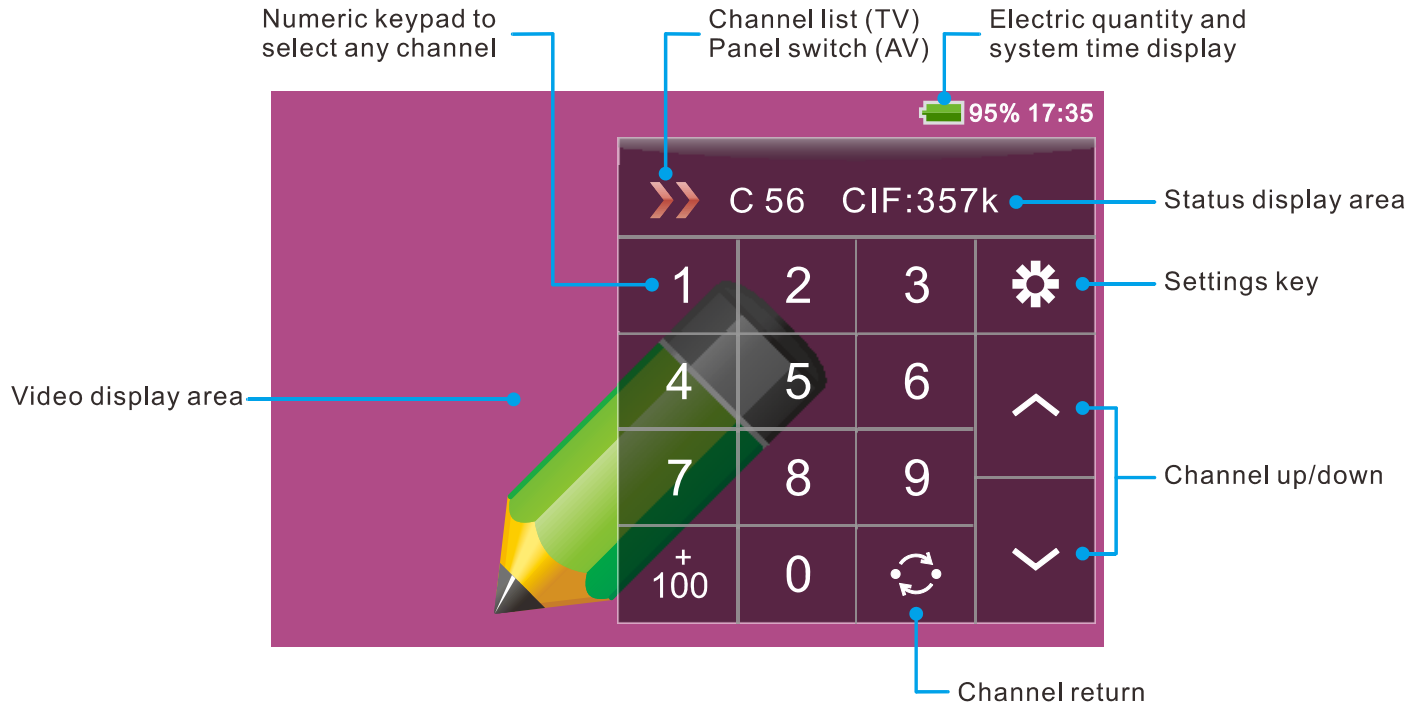 Numeric keypad to
select any channel
Channel list (TV)
Panel switch (AV)
Electric quantity and
system time display
95% 17:35
C 56 CIF:357k
Status display area
1 2 3
Settings key
4 5 6
Video display area
7 8 9
Channel up/down
+
100 0
Channel return